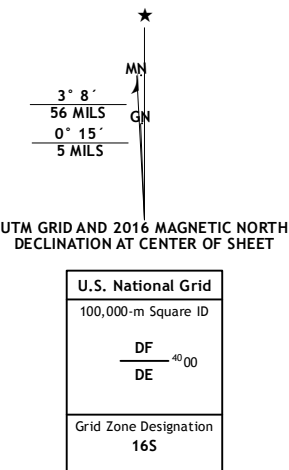 ★
MN
3° 8´
56 MILS
GN
0° 15´
5 MILS
UTM GRID AND 2016 MAGNETIC NORTH
DECLINATION AT CENTER OF SHEET
U.S. National Grid
100,000-m Square ID
DF
4000
DE
Grid Zone Designation
16S